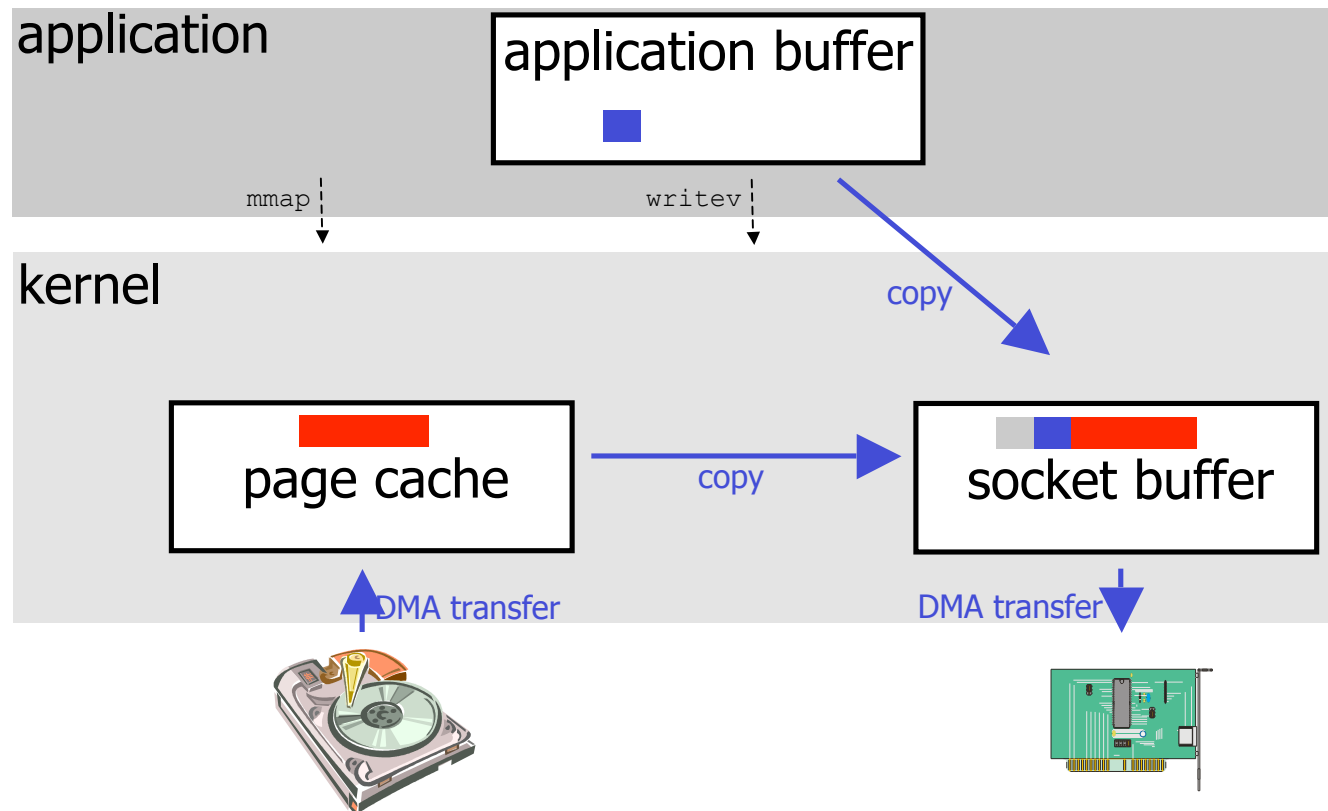 application
application buffer
mmap
writev
kernel
copy
page cache
copy
socket buffer
DMA transfer
DMA transfer